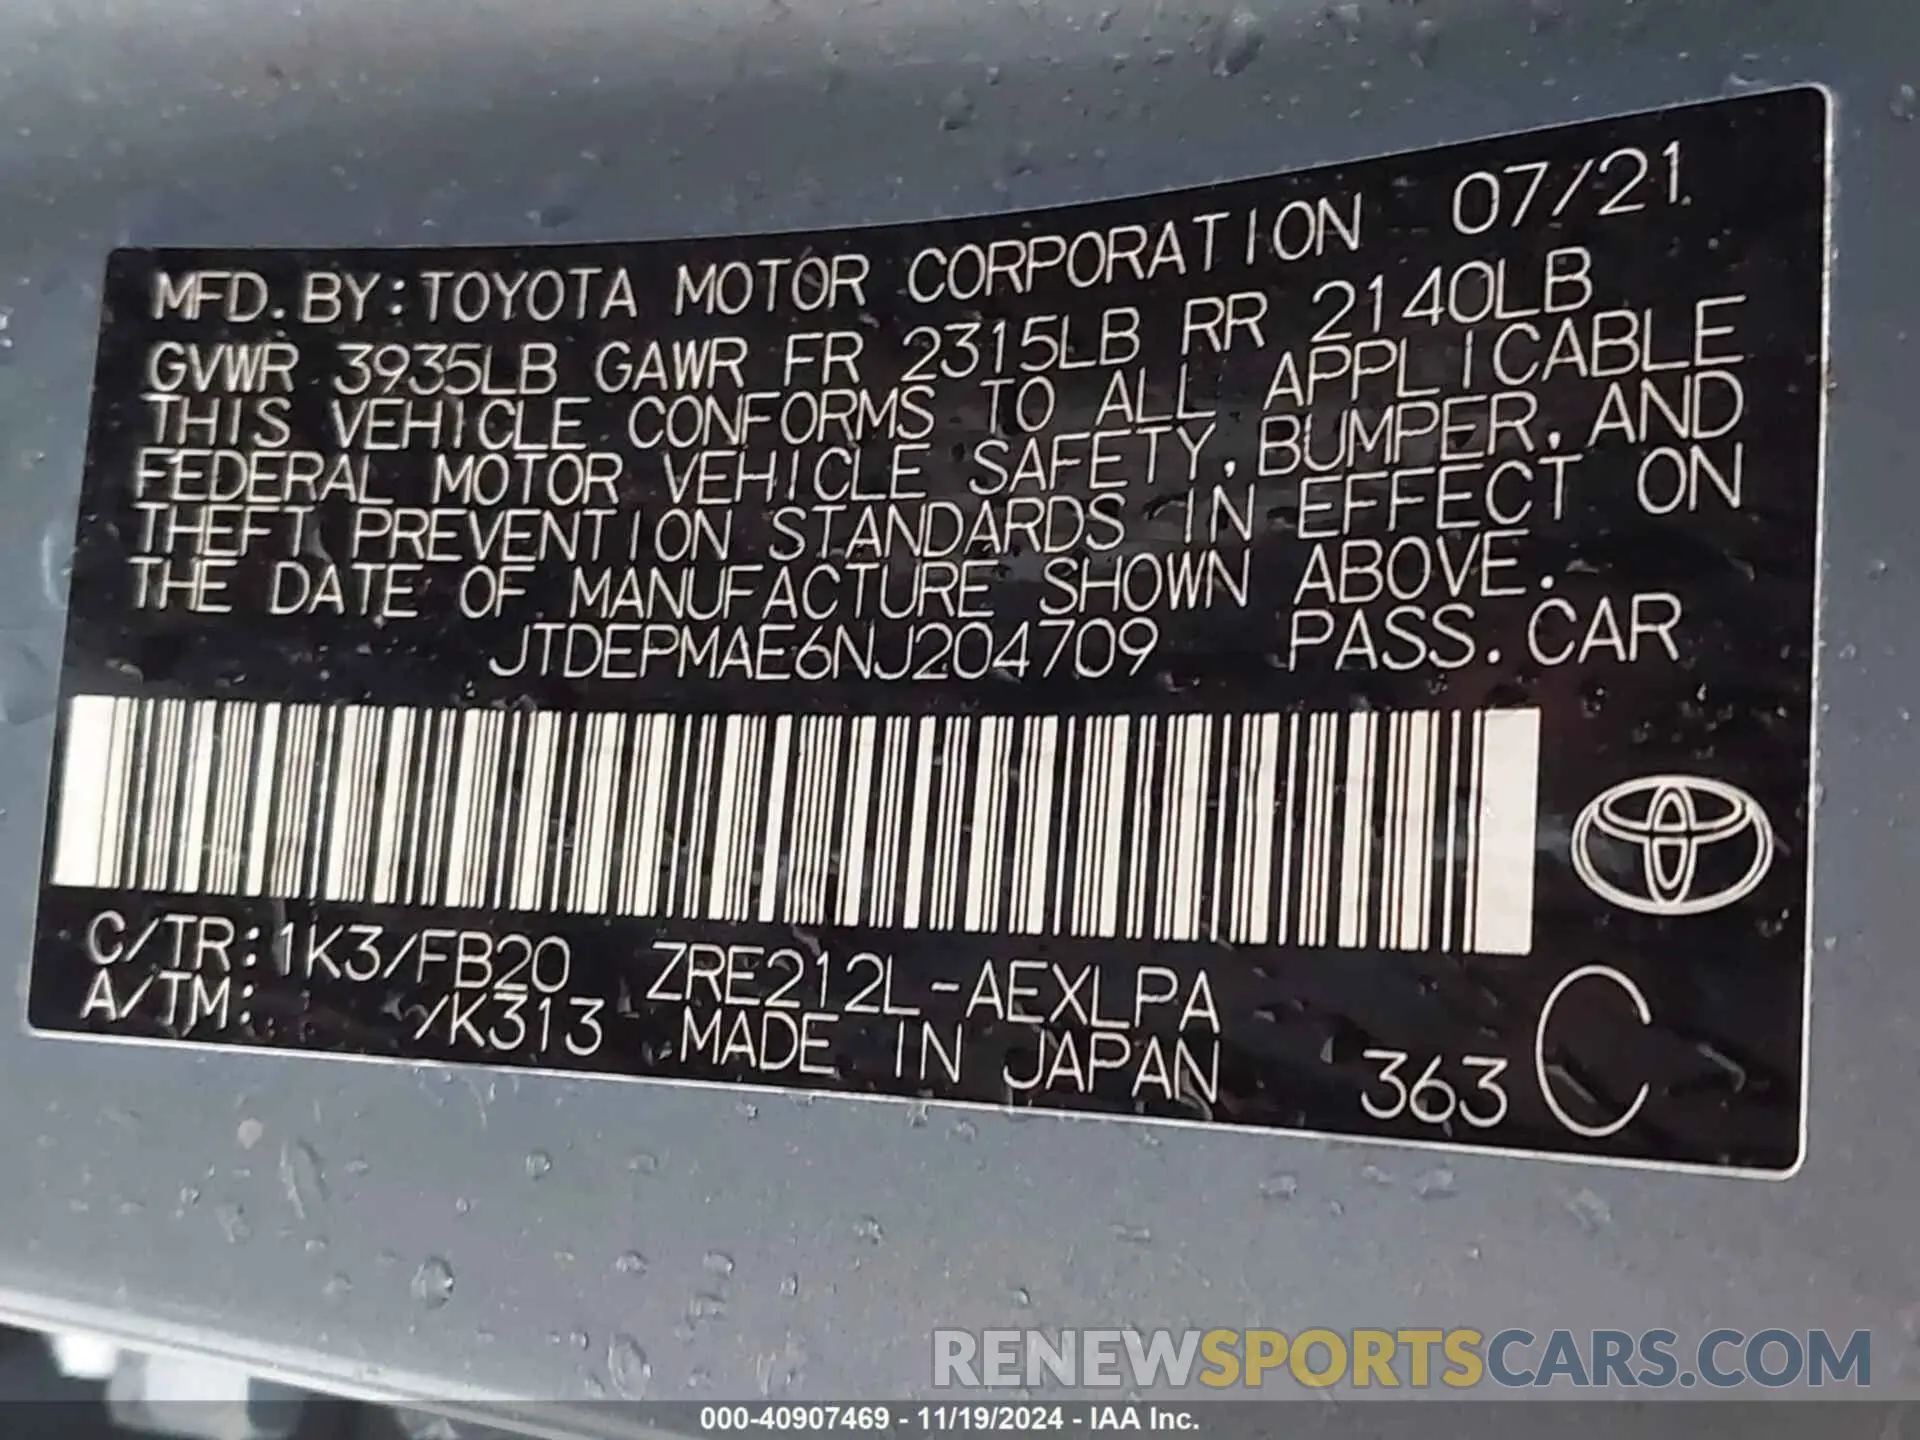 MFD. BY: TOYOTA MOTOR CORPORATION 07/21
GVWR 3935LB GAWR FR 2315LB RR 2140LB
THIS VEHICLE CONFORMS TO ALL APPLICABLE
FEDERAL MOTOR VEHICLE SAFETY, BUMPER, AND
THEFT PREVENTION STANDARDS IN EFFECT ON
THE DATE OF MANUFACTURE SHOWN ABOVE.
JTDEPMAE6NJ204709 PASS. CAR
C/TR: 1K3/FB20 ZRE212L-AEXLPA
A/TM: /K313 MADE IN JAPAN 363 C
RENEWSPORTSCARS.COM
000-40907469 - 11/19/2024 - IAA Inc.